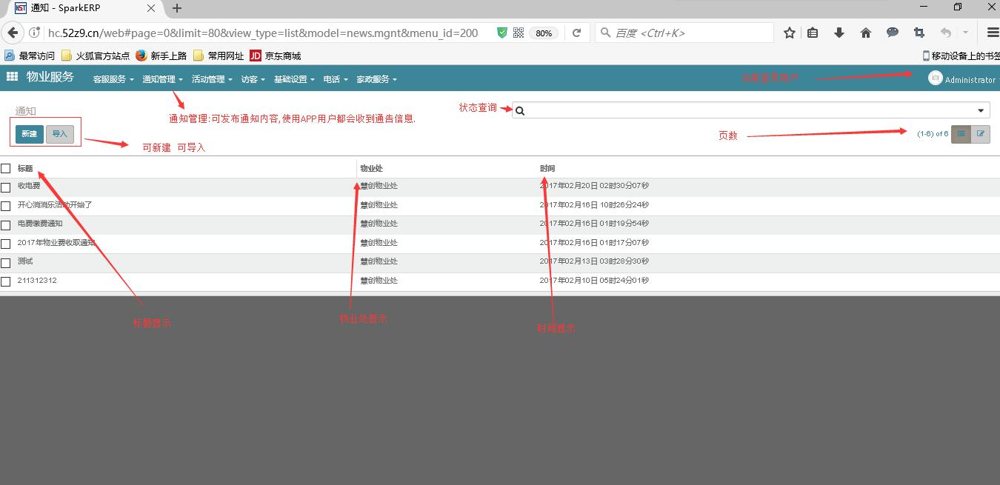 通知 - SparkERP
hc.52z9.cn/web#page=0&limit=80&view_type=list&model=news.mgnt&menu_id=200
80%
百度 <Ctrl+K>
最常访问 火狐官方站点 新手上路 常用网址 JD 京东商城
移动设备上的书签
物业服务 客服服务 通知管理 活动管理 访客 基础设置 电话 家政服务
当前登录用户
Administrator
通知
通知管理:可发布通知内容,使用APP用户都会收到通告信息.
状态查询
新建 导入
可新建 可导入
页数
(1-6) of 6
标题 物业处 时间
收电费 慧创物业处 2017年02月20日 02时30分07秒
开心消消乐活动开始了 慧创物业处 2017年02月16日 10时26分24秒
电费缴费通知 慧创物业处 2017年02月16日 01时19分54秒
2017年物业费收取通知 慧创物业处 2017年02月16日 01时17分07秒
测试 慧创物业处 2017年02月13日 03时28分30秒
211312312 慧创物业处 2017年02月10日 05时24分01秒
标题显示
物业处显示
时间显示